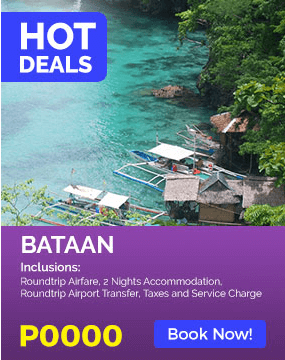 HOT
DEALS
BATAAN
Inclusions:
Roundtrip Airfare, 2 Nights Accommodation,
Roundtrip Airport Transfer, Taxes and Service Charge
P0000
Book Now!